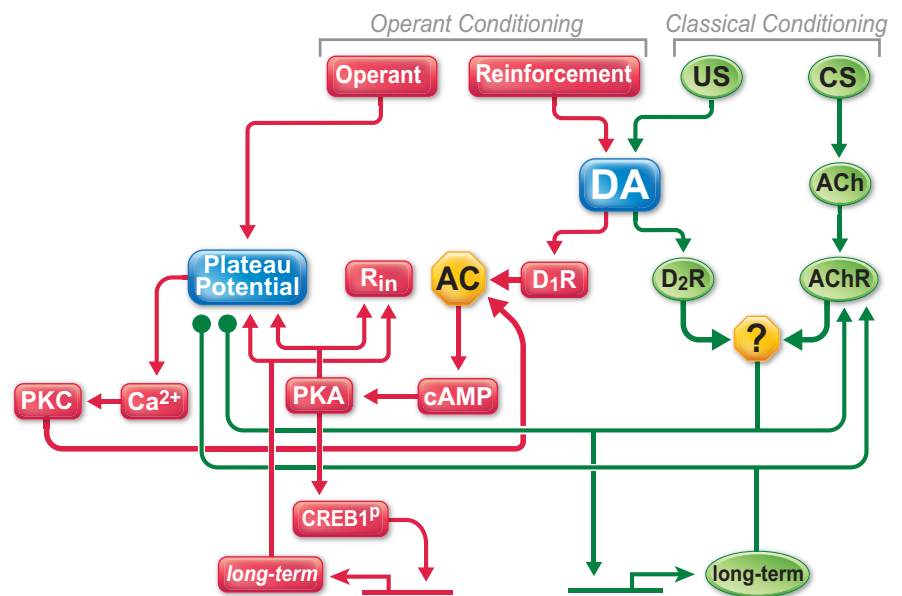 Operant Conditioning
Classical Conditioning
Operant
Reinforcement
US
CS
DA
ACh
Plateau
Potential
Rin
AC
D1R
D2R
AChR
?
PKC
Ca2+
PKA
cAMP
CREB1p
long-term
long-term